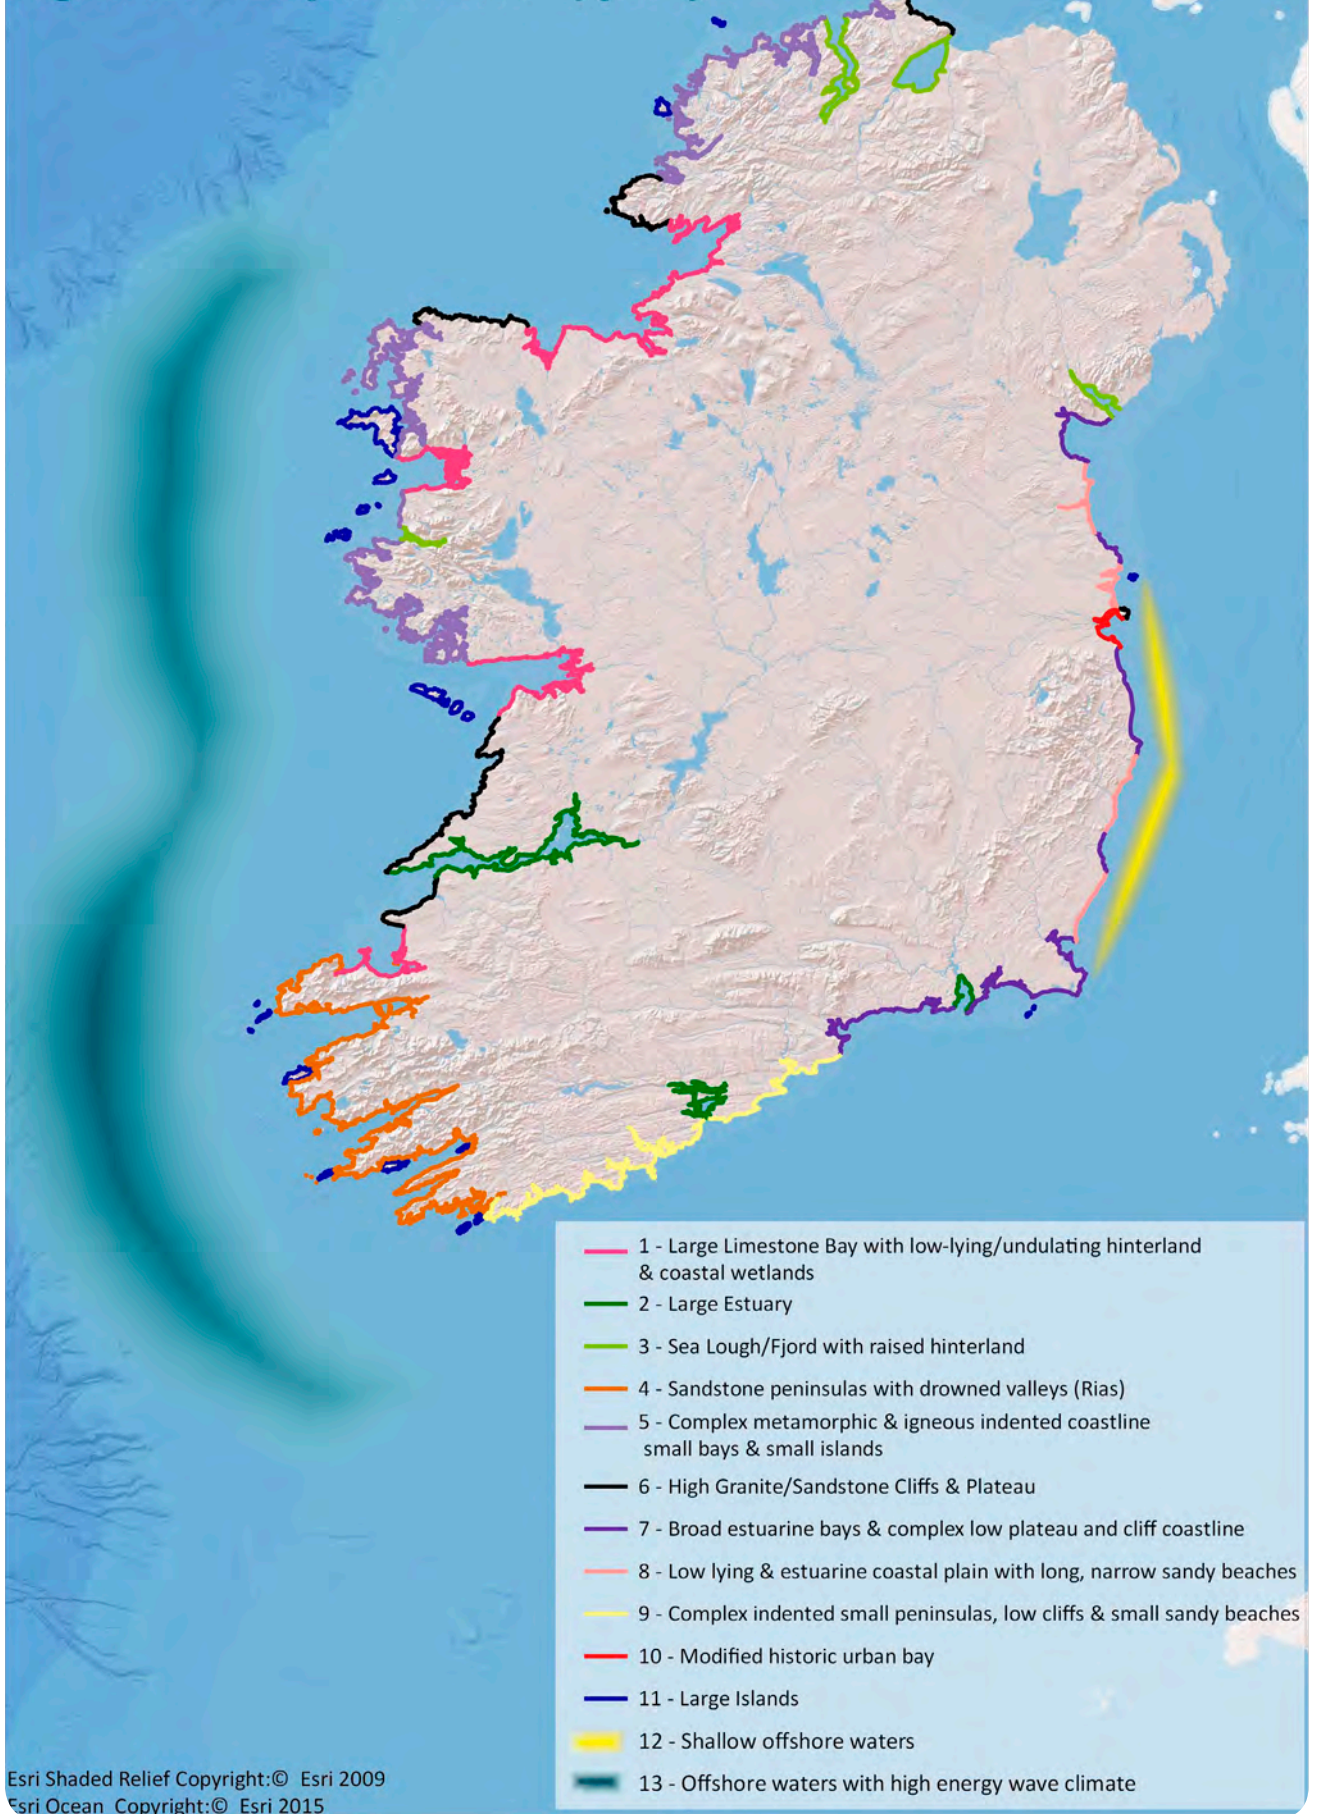 1 - Large Limestone Bay with low-lying/undulating hinterland
& coastal wetlands
2 - Large Estuary
3 - Sea Lough/Fjord with raised hinterland
4 - Sandstone peninsulas with drowned valleys (Rias)
5 - Complex metamorphic & igneous indented coastline
small bays & small islands
6 - High Granite/Sandstone Cliffs & Plateau
7 - Broad estuarine bays & complex low plateau and cliff coastline
8 - Low lying & estuarine coastal plain with long, narrow sandy beaches
9 - Complex indented small peninsulas, low cliffs & small sandy beaches
10 - Modified historic urban bay
11 - Large Islands
12 - Shallow offshore waters
13 - Offshore waters with high energy wave climate
Esri Shaded Relief Copyright:© Esri 2009
Esri Ocean Copyright:© Esri 2015